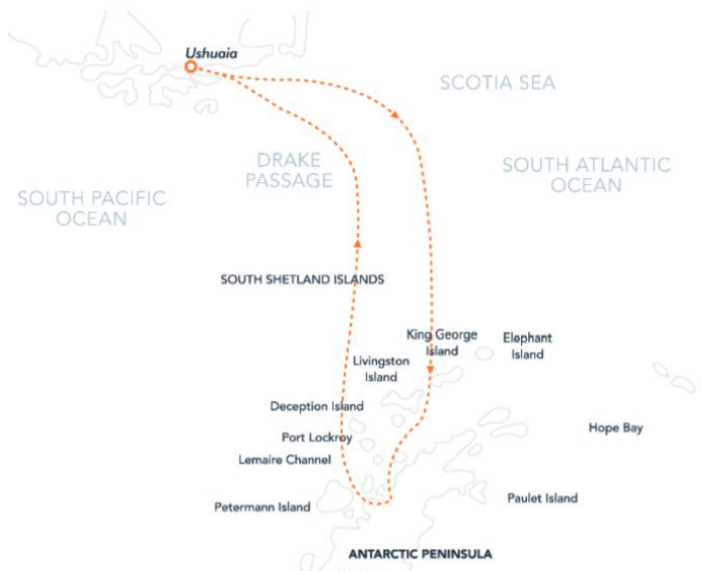 Ushuaia
SCOTIA SEA
DRAKE
PASSAGE
SOUTH ATLANTIC
OCEAN
SOUTH PACIFIC
OCEAN
SOUTH SHETLAND ISLANDS
King George
Island
Elephant
Island
Livingston
Island
Deception Island
Hope Bay
Port Lockroy
Lemaire Channel
Paulet Island
Petermann Island
ANTARCTIC PENINSULA